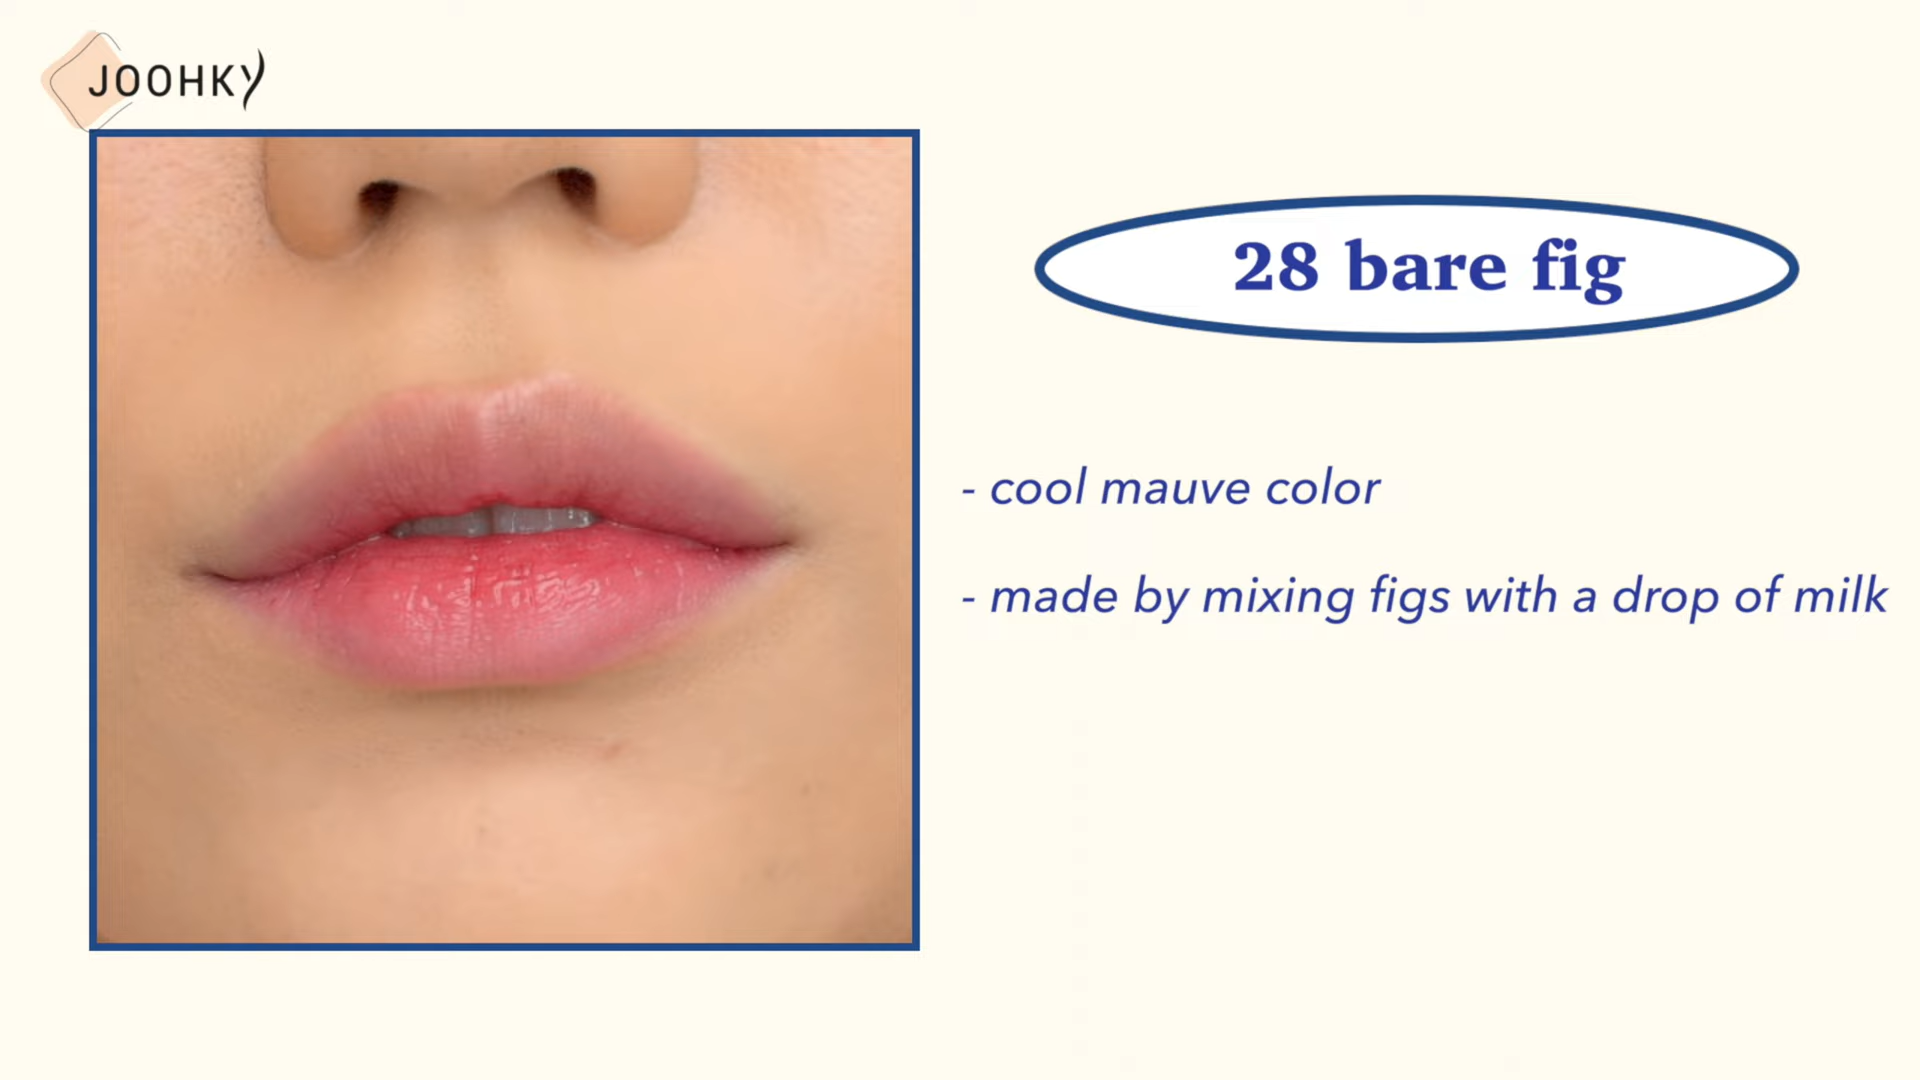 JOOHKY
28 bare fig
- cool mauve color
- made by mixing figs with a drop of milk